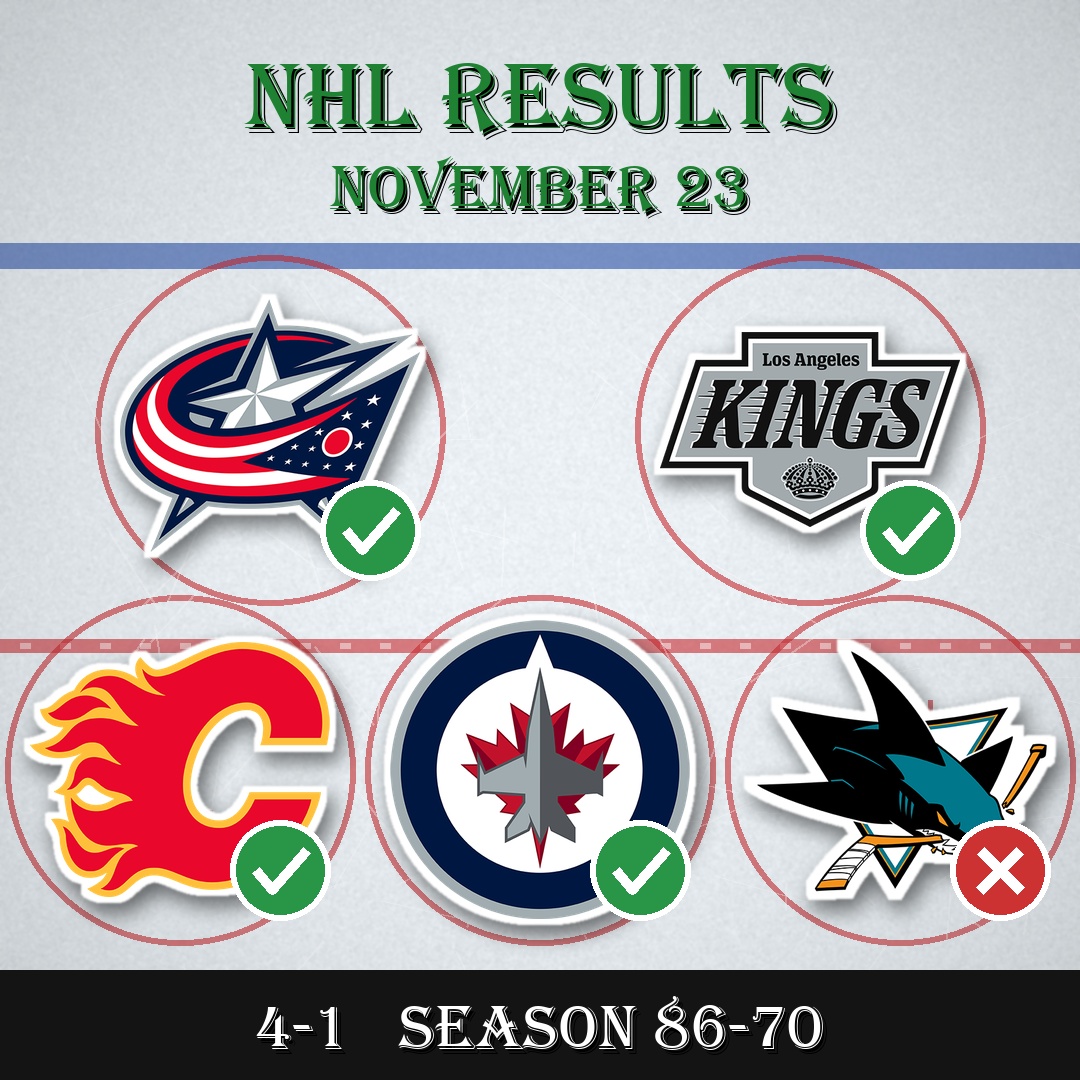 NHL RESULTS
NOVEMBER 23
Los Angeles
KINGS
4-1 SEASON 86-70